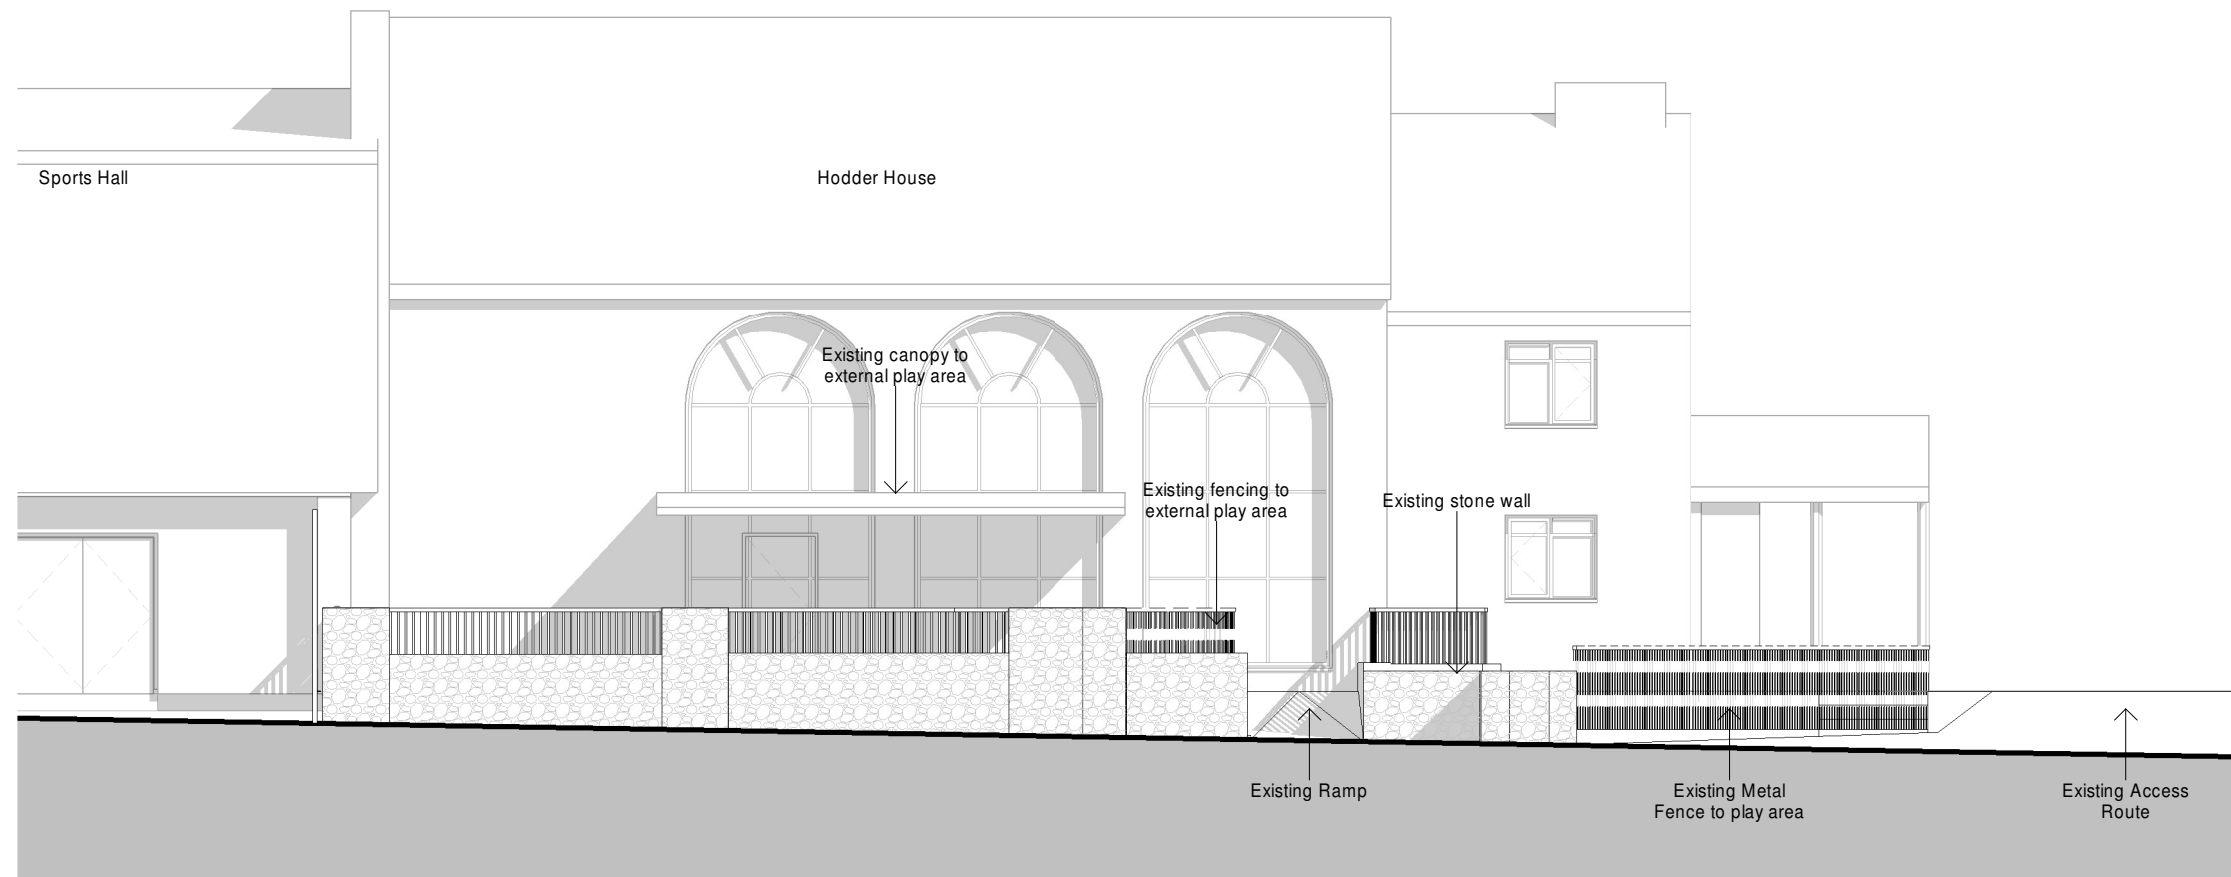 Sports Hall
Hodder House
Existing canopy to
external play area
Existing fencing to
external play area
Existing stone wall
Existing Ramp
Existing Metal
Fence to play area
Existing Access
Route